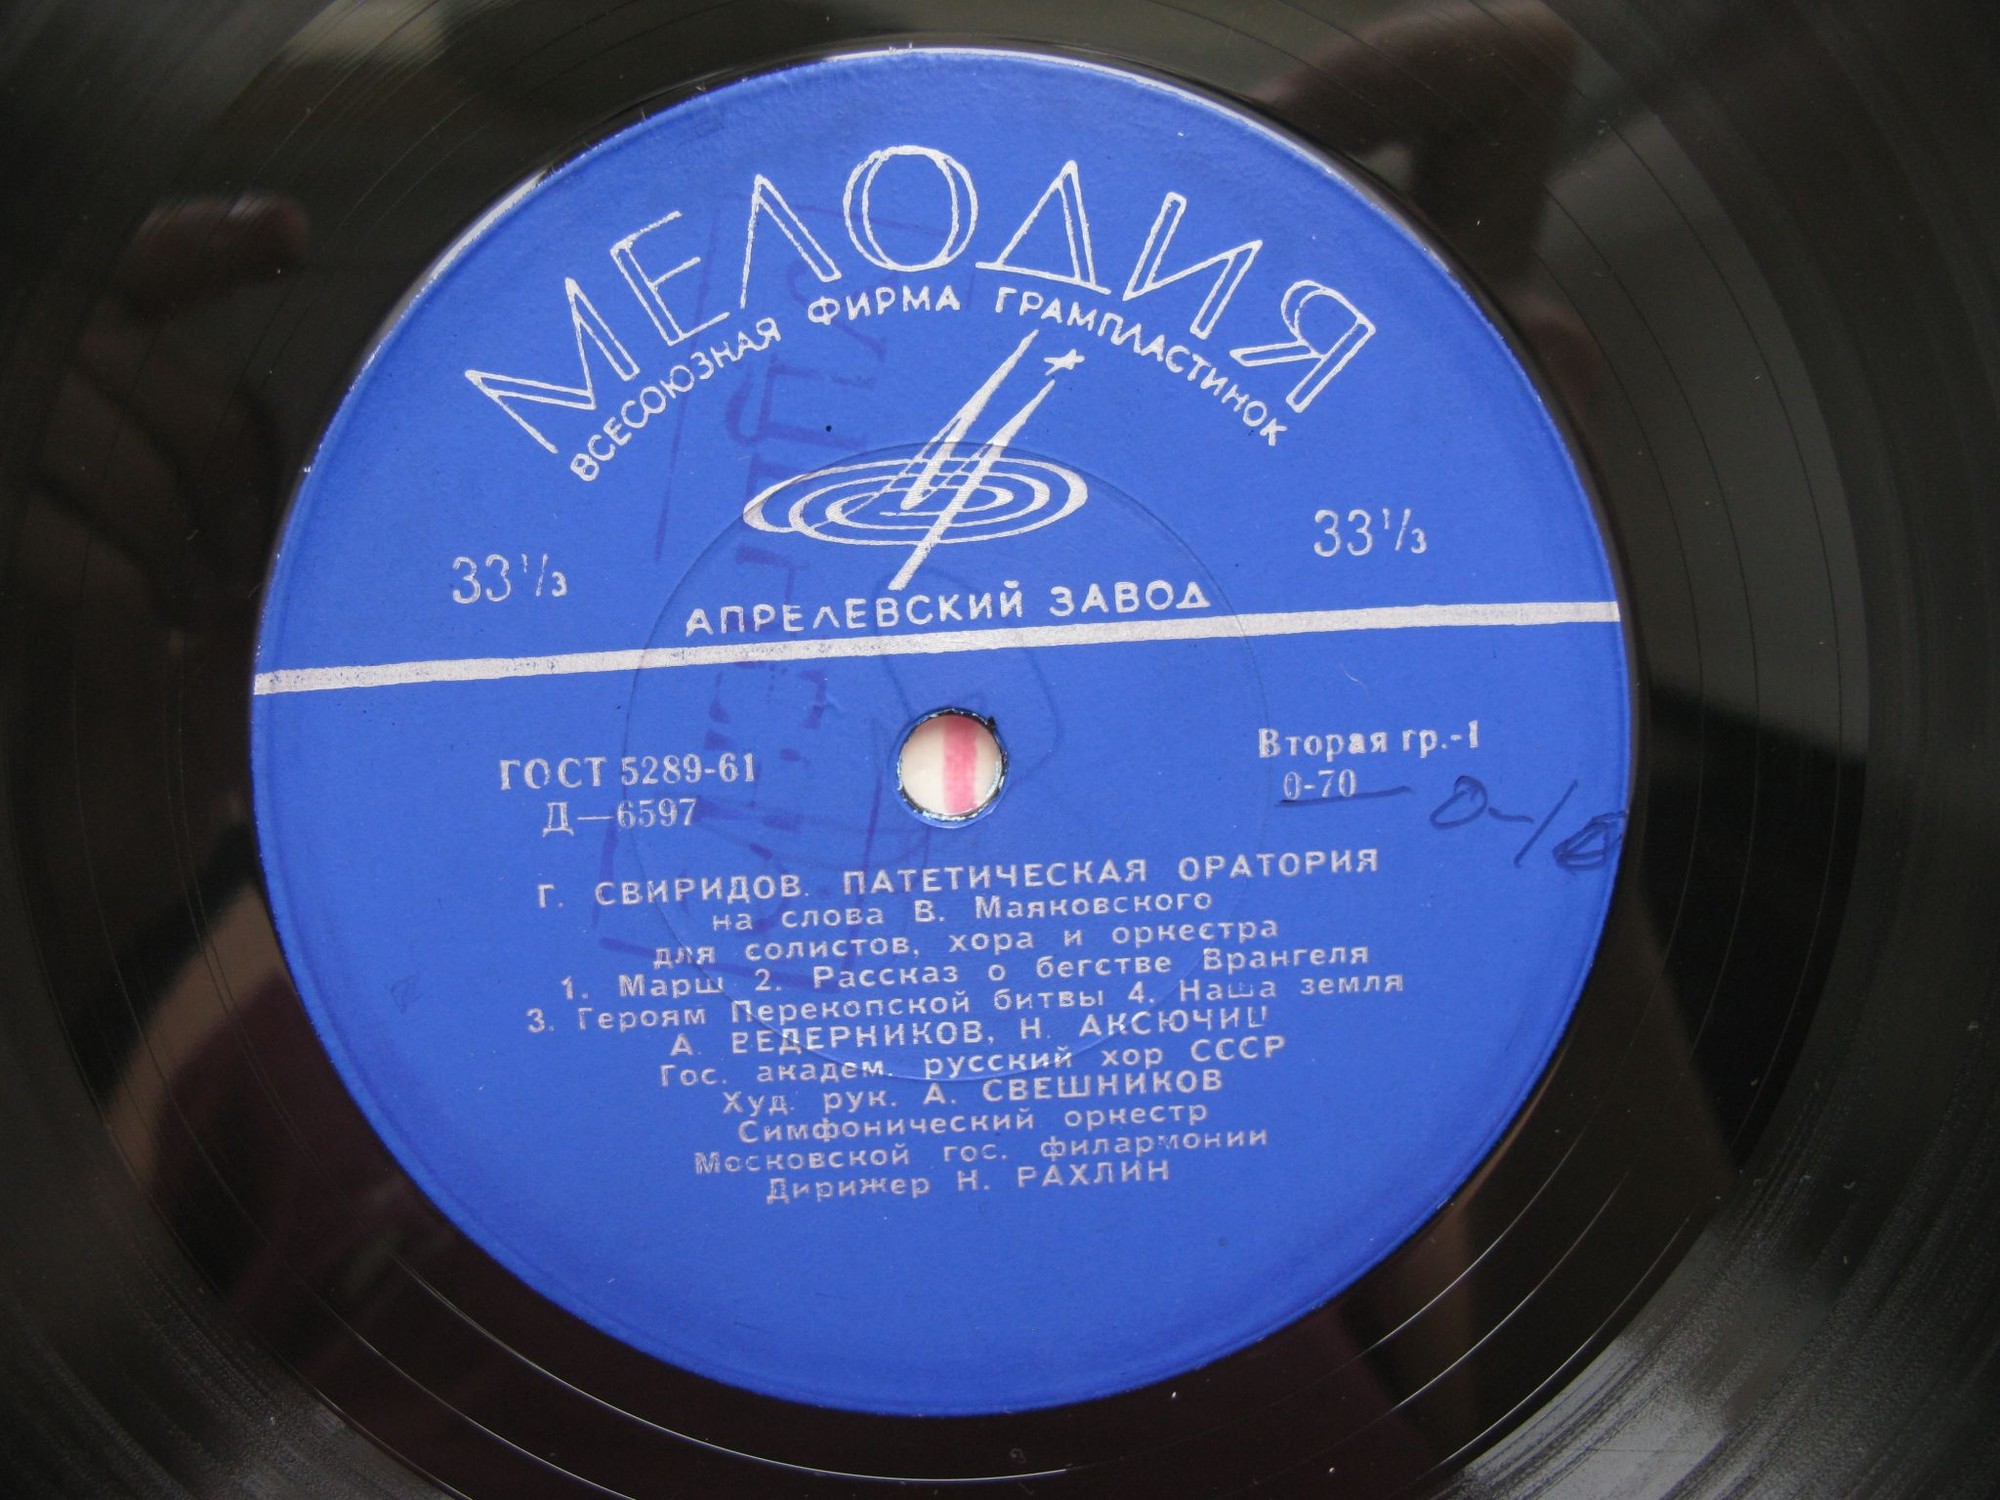 МЕЛОДИЯ
ВСЕСОЮЗНАЯ ФИРМА ГРАМПЛАСТИНОК
33⅓ 33⅓
АПРЕЛЕВСКИЙ ЗАВОД
ГОСТ 5289-61
Д—6597
Вторая гр.-1
0-70
Г. СВИРИДОВ. ПАТЕТИЧЕСКАЯ ОРАТОРИЯ
на слова В. Маяковского
для солистов, хора и оркестра
1. Марш 2. Рассказ о бегстве Врангеля
3. Героям Перекопской битвы 4. Наша земля
А. ВЕДЕРНИКОВ, Н. АКСЮЧИЦ
Гос. академ. русский хор СССР
Худ. рук. А. СВЕШНИКОВ
Симфонический оркестр
Московской гос. филармонии
Дирижер Н. РАХЛИН